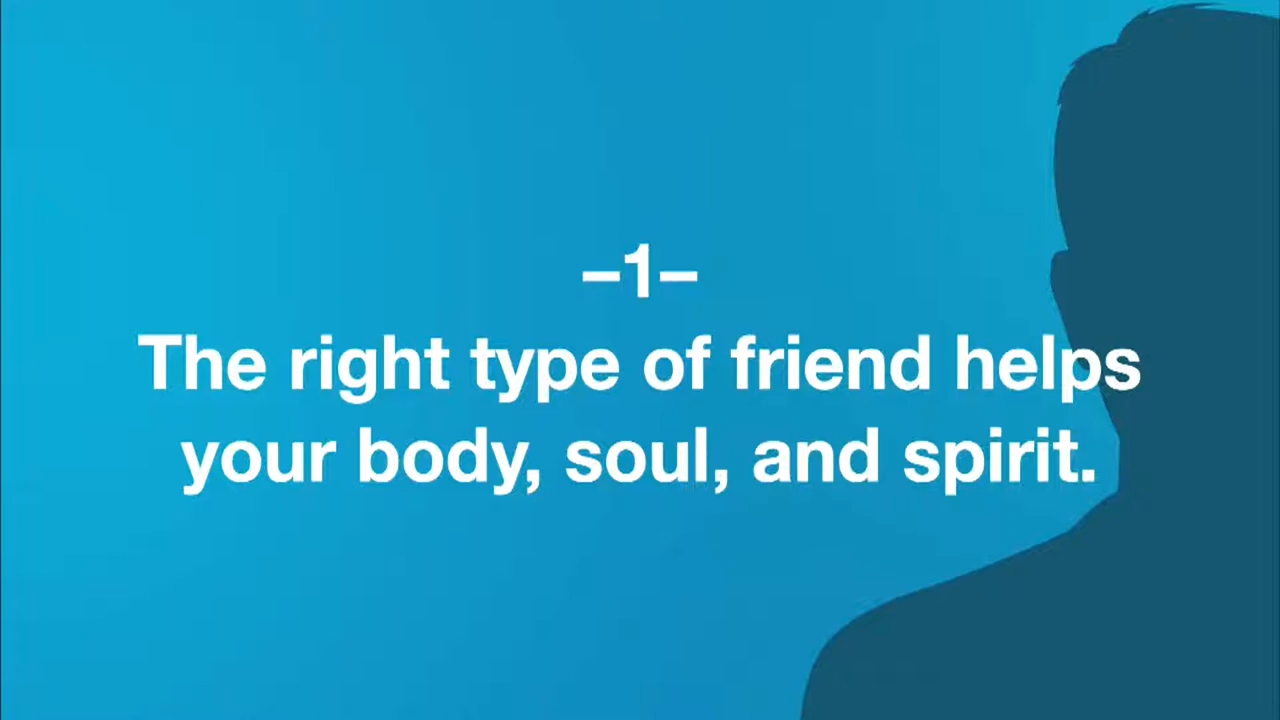 –1–
The right type of friend helps
your body, soul, and spirit.